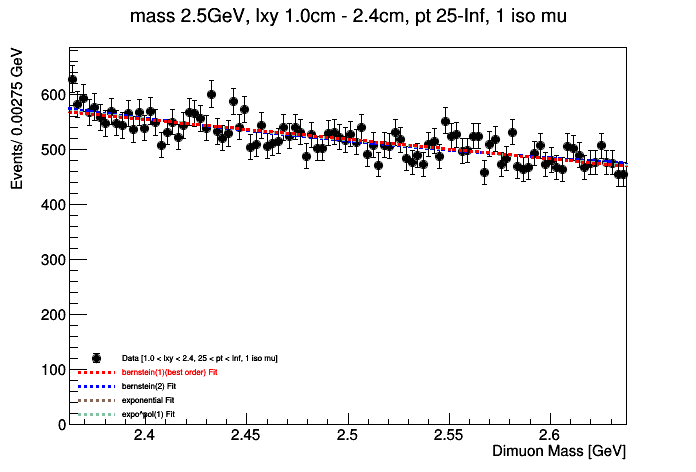 mass 2.5GeV, lxy 1.0cm - 2.4cm, pt 25-Inf, 1 iso mu
Events/ 0.00275 GeV
600
500
400
300
200
100
0
Data [1.0 < lxy < 2.4, 25 < pt < Inf, 1 iso mu]
bernstein(1)(best order) Fit
bernstein(2) Fit
exponential Fit
expo*pol(1) Fit
2.4 2.45 2.5 2.55 2.6
Dimuon Mass [GeV]